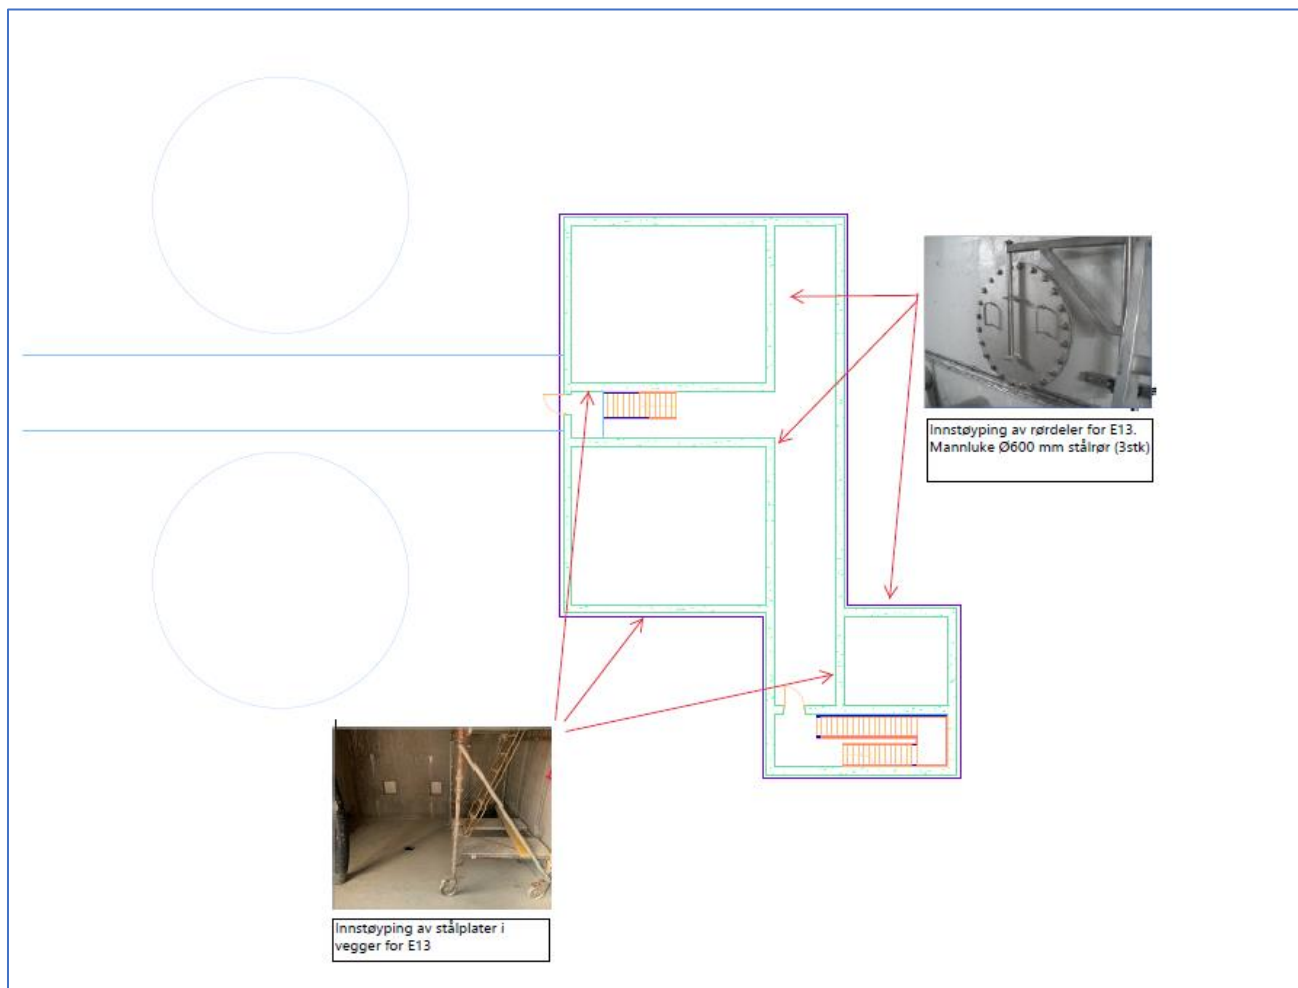 Innstøyping av rørdeler for E13.
Mannluke Ø600 mm stålrør (3stk)
Innstøyping av stålplater i
vegger for E13